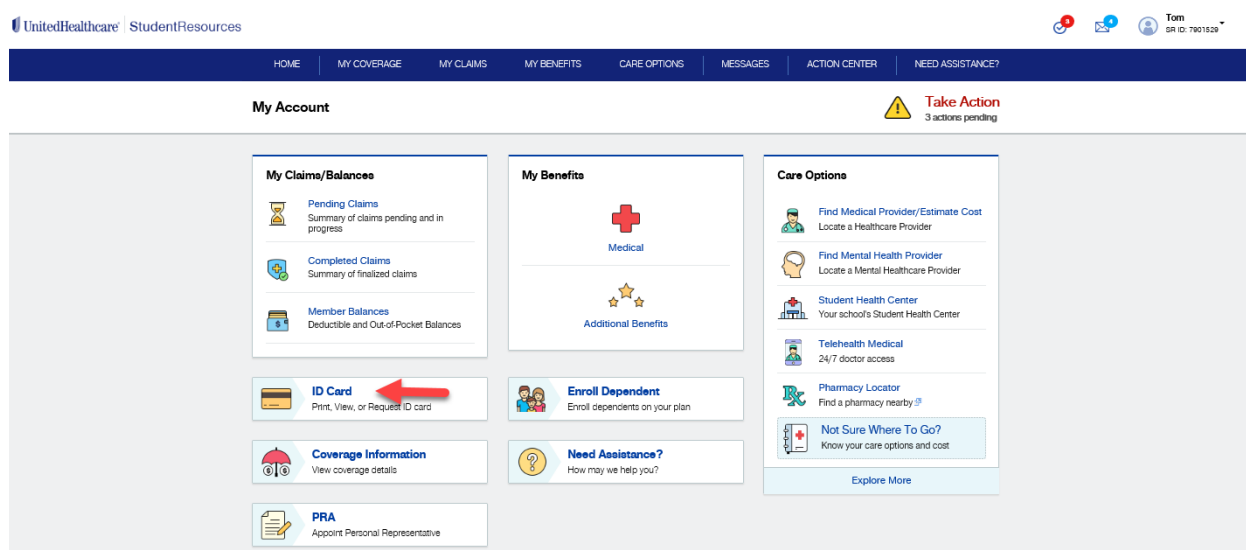 UnitedHealthcare StudentResources
3
4
Tom
SR ID: 7901529
HOME MY COVERAGE MY CLAIMS MY BENEFITS CARE OPTIONS MESSAGES ACTION CENTER NEED ASSISTANCE?
My Account
Take Action
3 actions pending
My Claims/Balances
Pending Claims
Summary of claims pending and in
progress
Completed Claims
Summary of finalized claims
Member Balances
Deductible and Out-of-Pocket Balances
My Benefits
Medical
Additional Benefits
Care Options
Find Medical Provider/Estimate Cost
Locate a Healthcare Provider
Find Mental Health Provider
Locate a Mental Healthcare Provider
Student Health Center
Your school's Student Health Center
Telehealth Medical
24/7 doctor access
Rx
Pharmacy Locator
Find a pharmacy nearby
Not Sure Where To Go?
Know your care options and cost
Explore More
ID Card
Print, View, or Request ID card
Enroll Dependent
Enroll dependents on your plan
Coverage Information
View coverage details
Need Assistance?
How may we help you?
PRA
Appoint Personal Representative